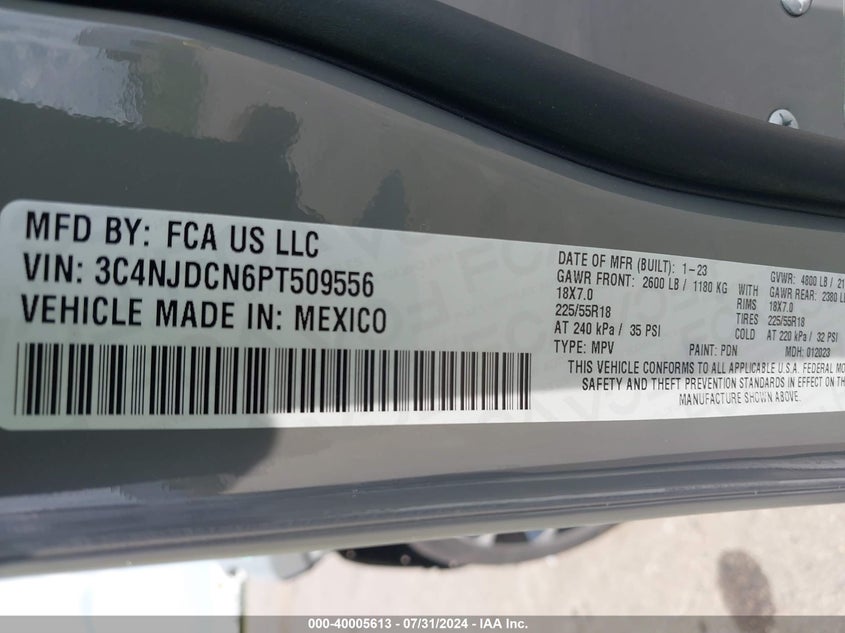 MFD BY: FCA US LLC
VIN: 3C4NJDCN6PT509556
VEHICLE MADE IN: MEXICO
DATE OF MFR (BUILT): 1-23
GAWR FRONT: 2600 LB / 1180 KG
18X7.0
225/55R18
AT 240 kPa / 35 PSI
TYPE: MPV
WITH
RIMS
TIRES
COLD
GVWR: 4800 LB / 21
GAWR REAR: 2380 L
18X7.0
225/55R18
AT 220 kPa / 32 PSI
PAINT: PDN
MDH: 012023
THIS VEHICLE CONFORMS TO ALL APPLICABLE U.S.A. FEDERAL MO
SAFETY AND THEFT PREVENTION STANDARDS IN EFFECT ON TH
MANUFACTURE SHOWN ABOVE.
000-40005613 - 07/31/2024 - IAA Inc.